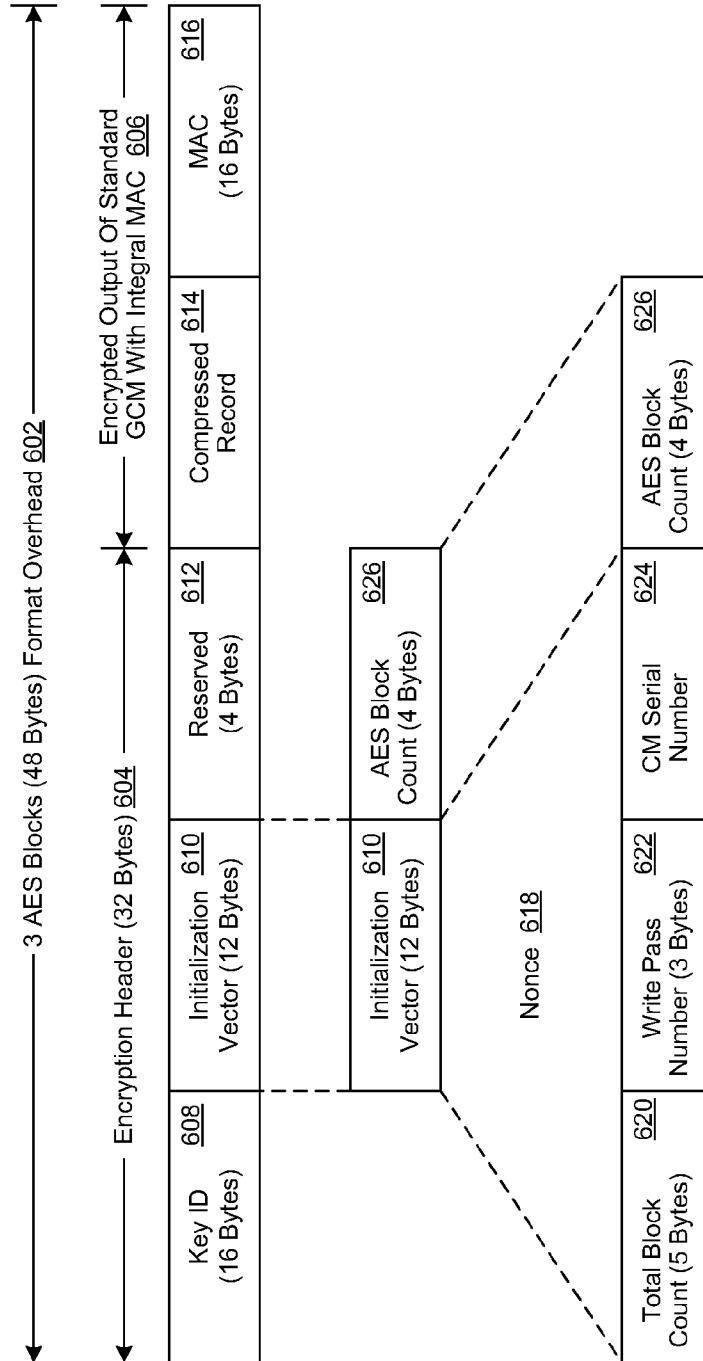 3 AES Blocks (48 Bytes) Format Overhead 602
Encryption Header (32 Bytes) 604
Encrypted Output Of Standard
GCM With Integral MAC 606
Key ID 608
(16 Bytes)
Initialization 610
Vector (12 Bytes)
Reserved 612
(4 Bytes)
Compressed 614
Record
MAC 616
(16 Bytes)
Initialization 610
Vector (12 Bytes)
AES Block 626
Count (4 Bytes)
Nonce 618
Total Block 620
Count (5 Bytes)
Write Pass 622
Number (3 Bytes)
CM Serial 624
Number
AES Block 626
Count (4 Bytes)